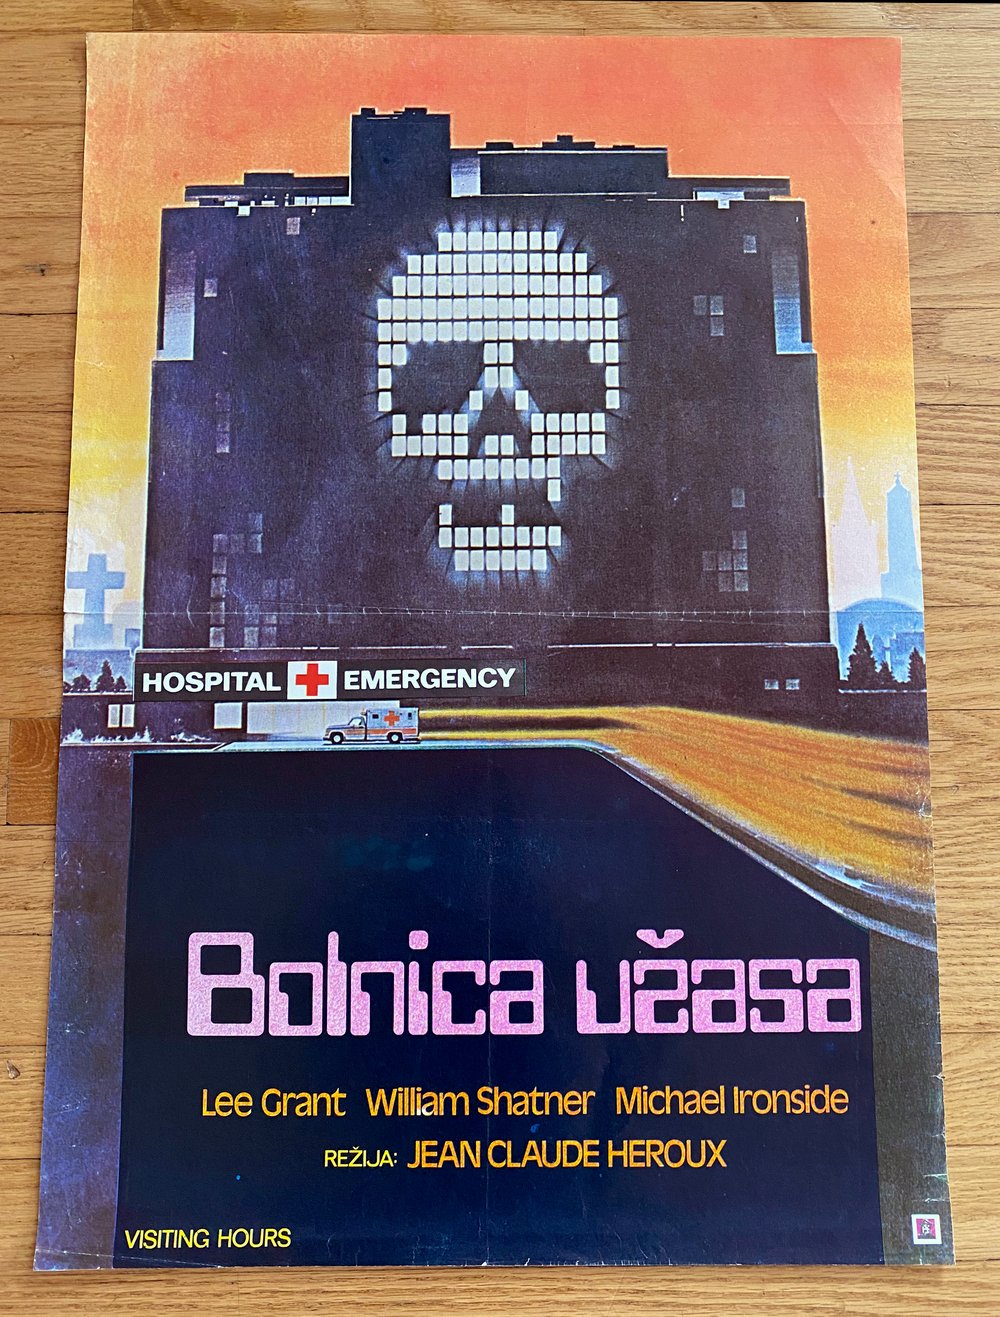 HOSPITAL EMERGENCY
Bolnica užasa
Lee Grant William Shatner Michael Ironside
REŽIJA: JEAN CLAUDE HEROUX
VISITING HOURS